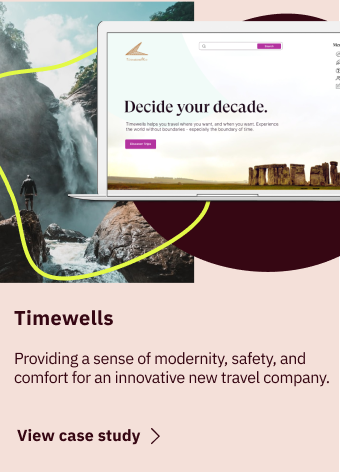 Timewells
Search
Decide your decade.
Timewells helps you travel where you want, and when you want. Experience
the world without boundaries - especially the boundary of time.
Discover How
Timewells
Providing a sense of modernity, safety, and
comfort for an innovative new travel company.
View case study